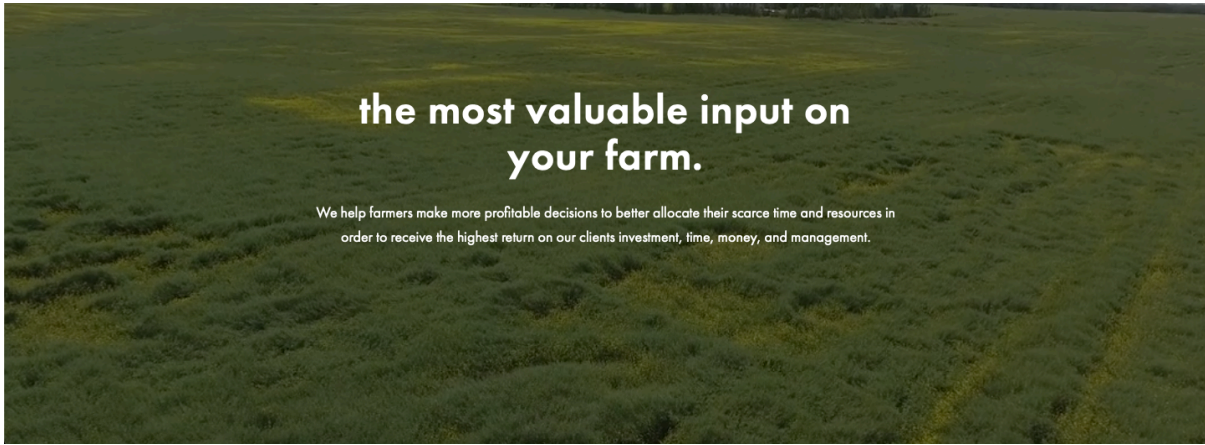 the most valuable input on
your farm.
We help farmers make more profitable decisions to better allocate their scarce time and resources in
order to receive the highest return on our clients investment, time, money, and management.